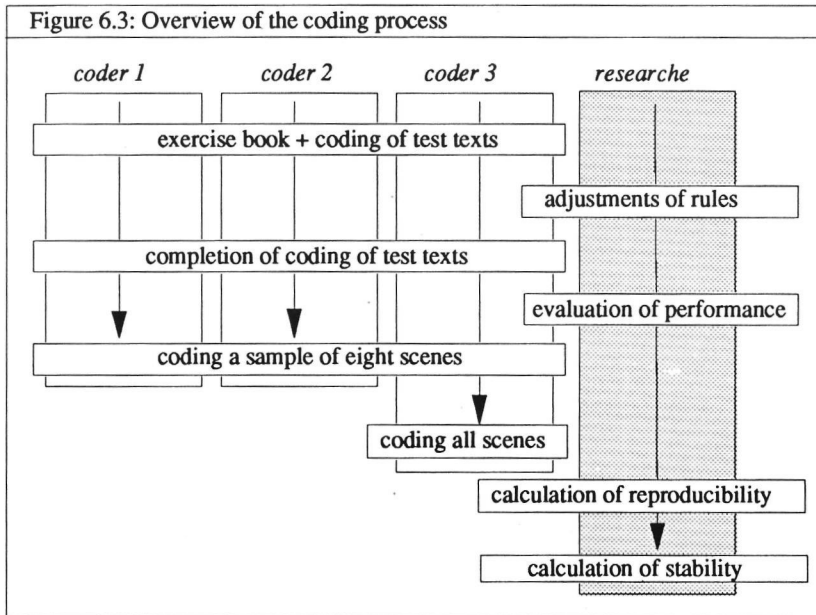 Figure 6.3: Overview of the coding process
coder 1 coder 2 coder 3 researche
exercise book + coding of test texts
adjustments of rules
completion of coding of test texts
evaluation of performance
coding a sample of eight scenes
coding all scenes
calculation of reproducibility
calculation of stability